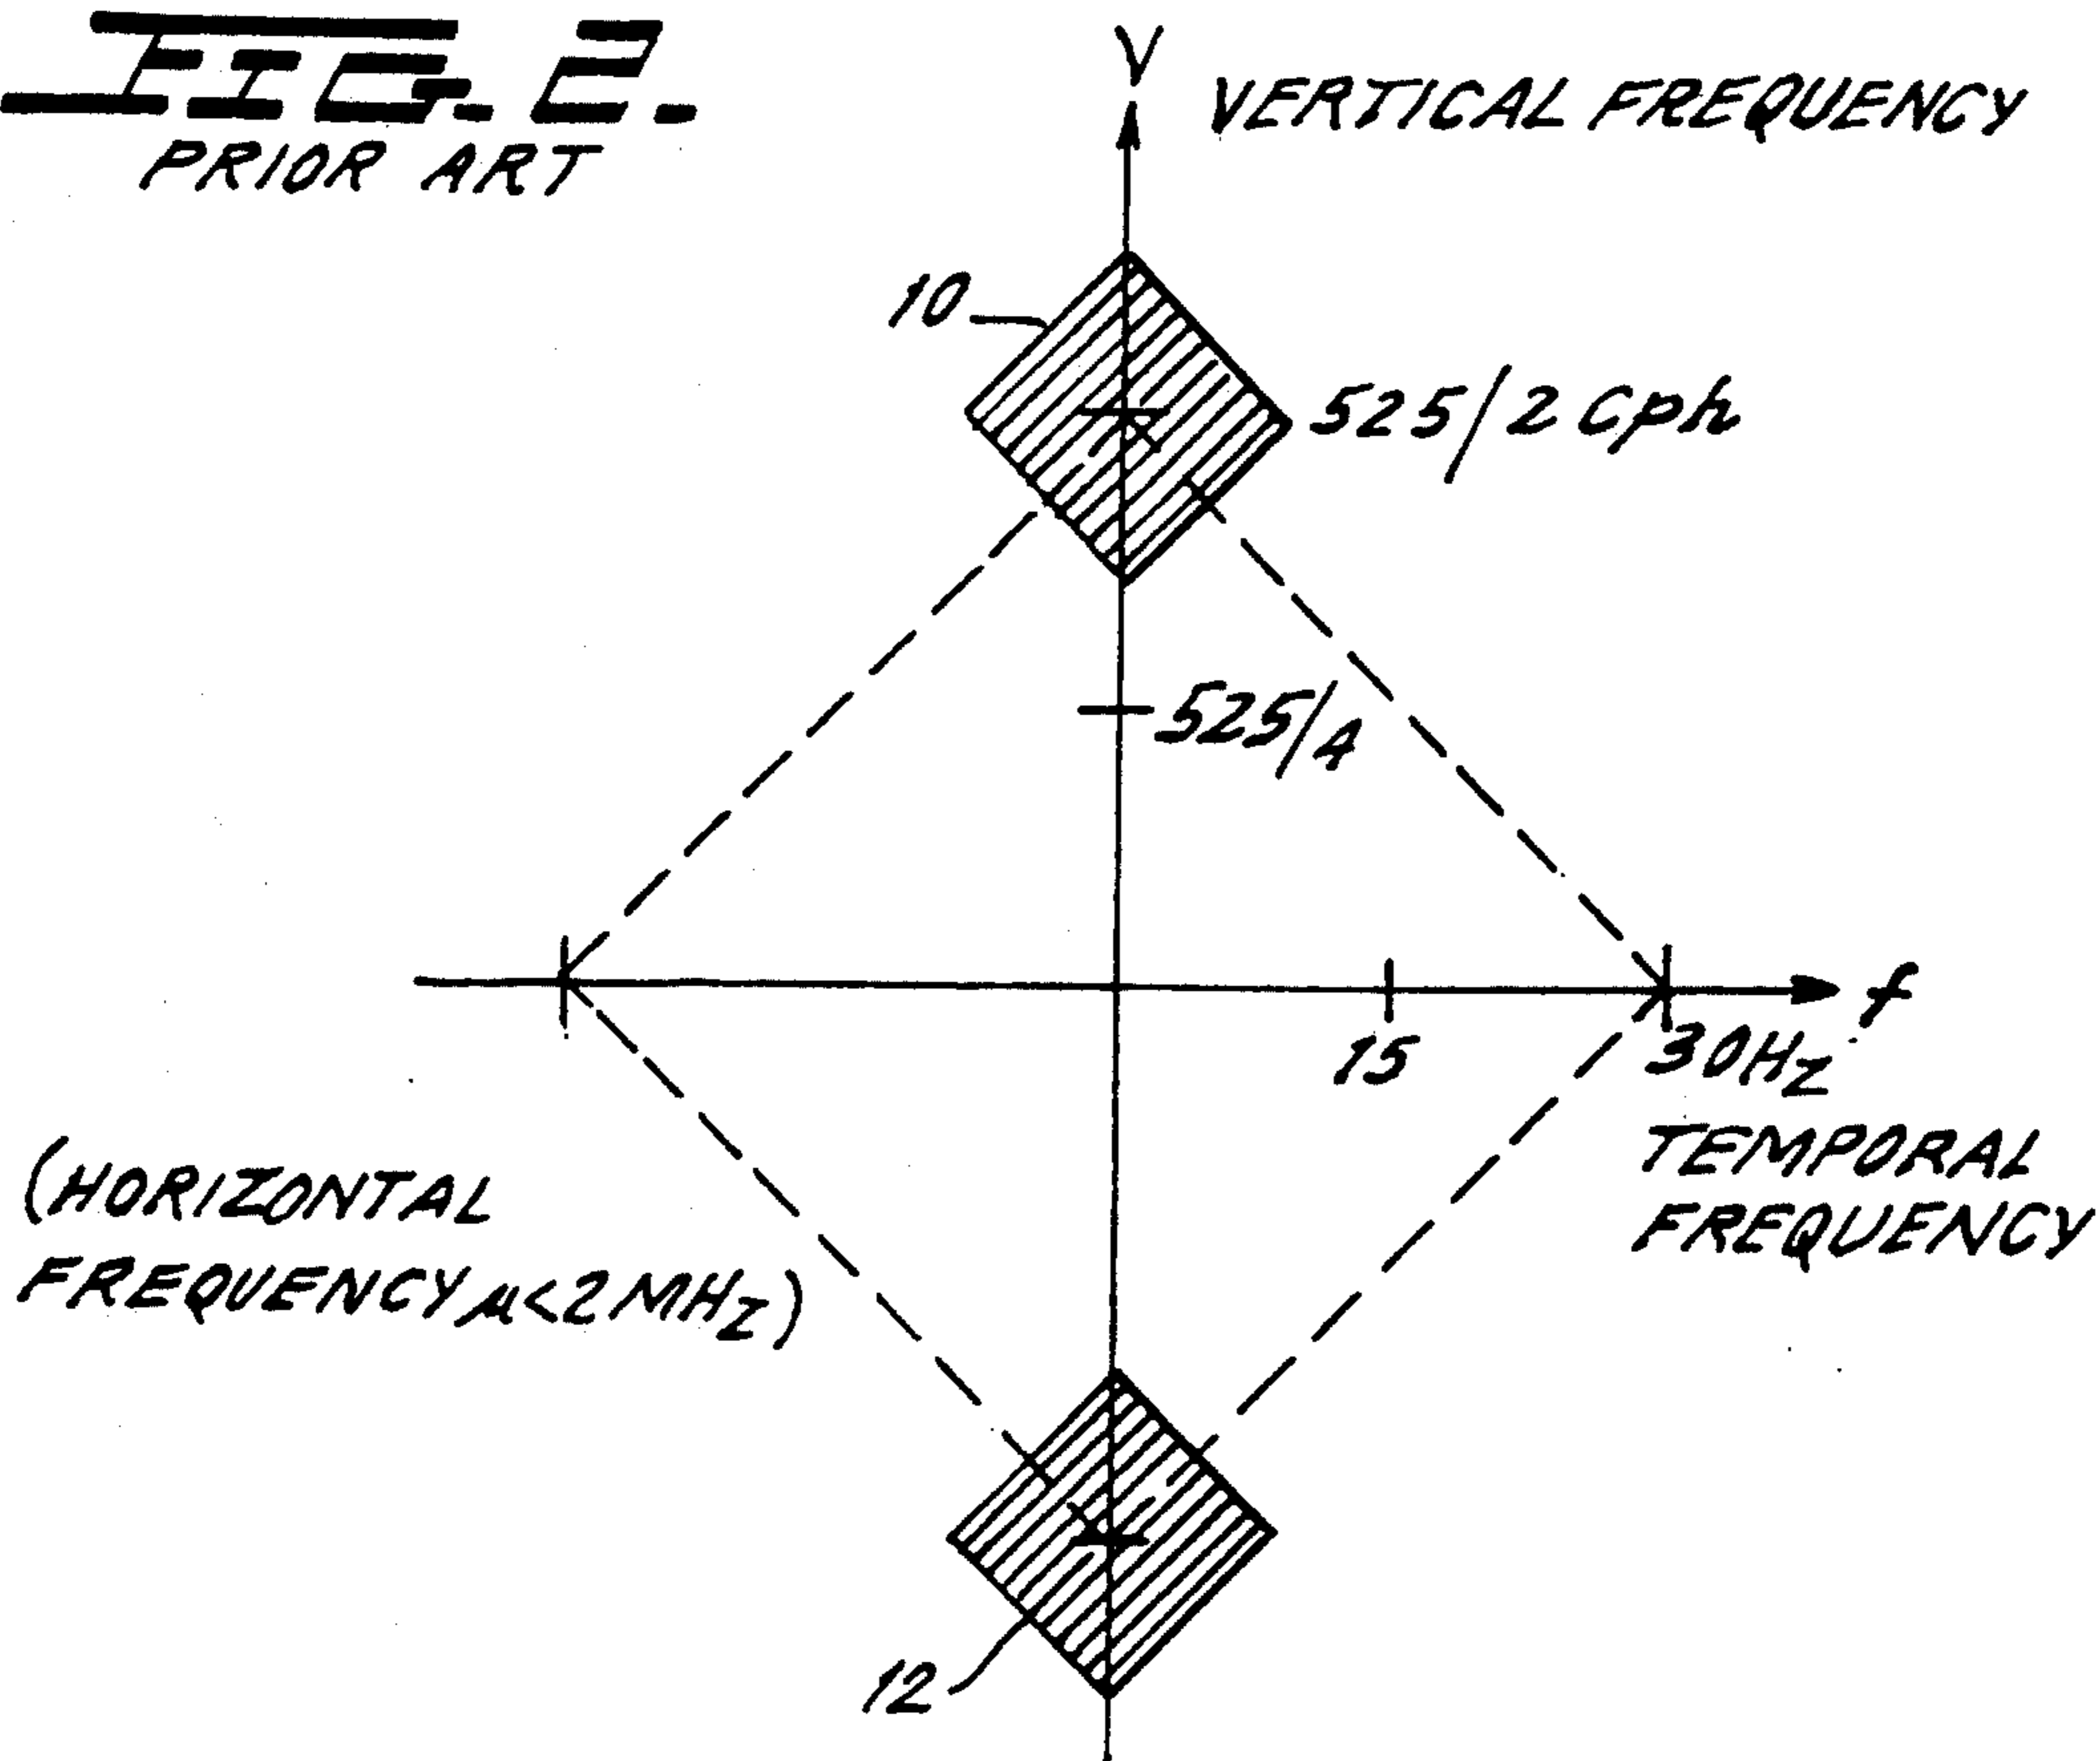 FIG. 2.
PRIOR ART
ν VERTICAL FREQUENCY
10
525/2 cph
525/4
f
15
30Hz
TEMPORAL
FREQUENCY
(HORIZONTAL
FREQUENCY μ<2MHz)
12